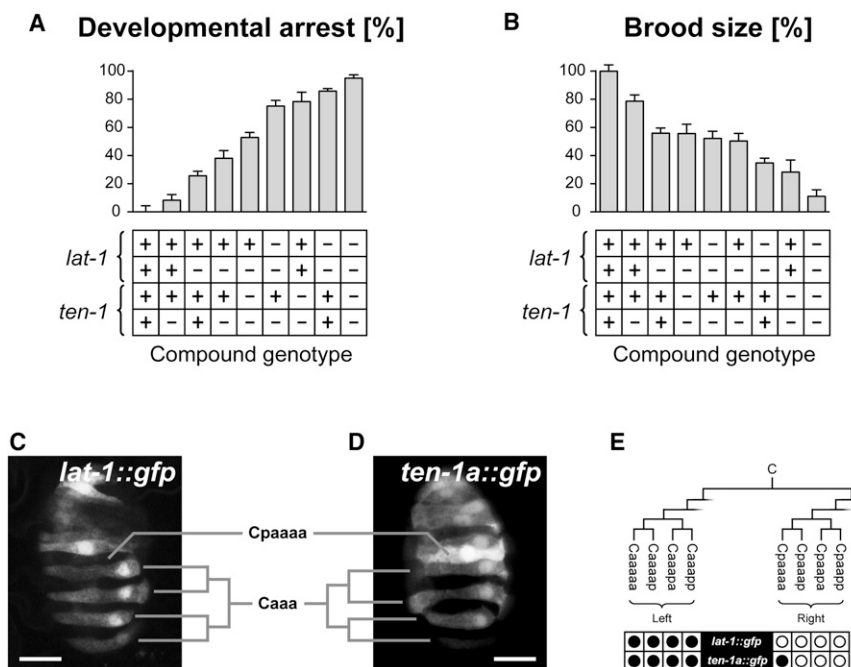 A Developmental arrest [%]
100
80
60
40
20
0
lat-1
+ + + + + − + − −
+ + − − − − + − −
ten-1
+ + + + − + − + −
+ − + − − − − + −
Compound genotype
B Brood size [%]
100
80
60
40
20
0
lat-1
+ + + + − + − + −
+ + − − − − − + −
ten-1
+ + + − + + + − −
+ − + − − − + − −
Compound genotype
C
lat-1::gfp
D
ten-1a::gfp
Cpaaaa
Caaa
E
C
Caaaaa
Caaaap
Caaapa
Caaapp
Cpaaaa
Cpaaap
Cpaapa
Cpaapp
Left
Right
lat-1::gfp
ten-1a::gfp